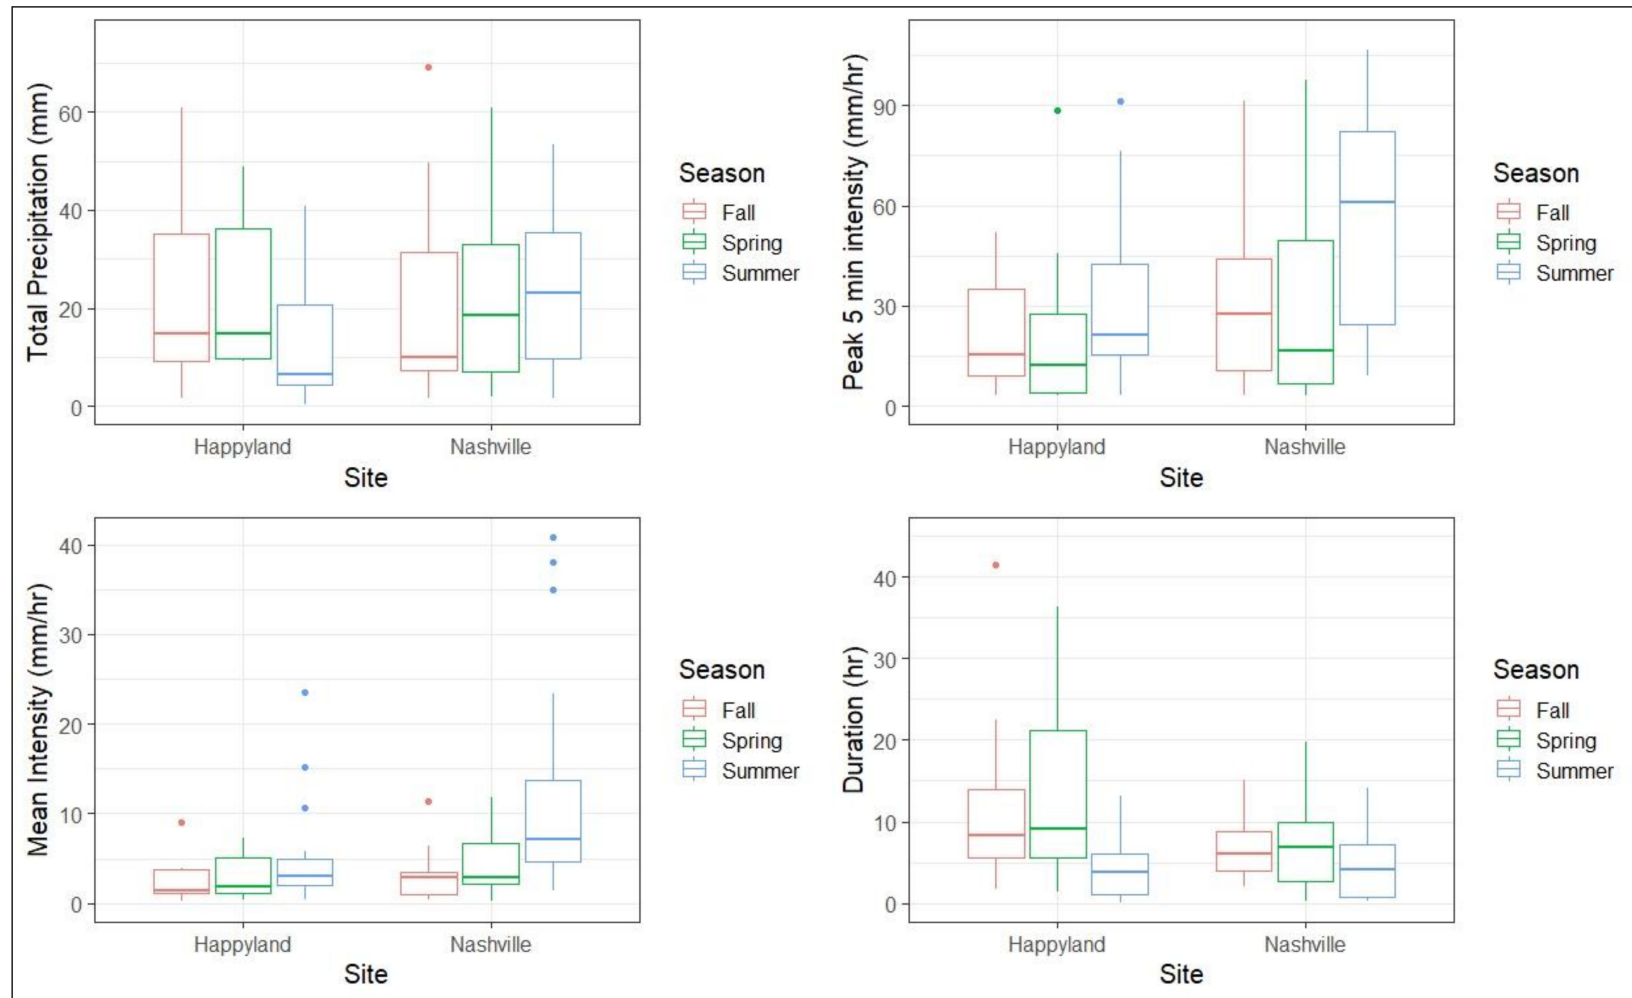 Total Precipitation (mm)
60
40
20
0
Happyland
Nashville
Site
Season
Fall
Spring
Summer
Peak 5 min intensity (mm/hr)
90
60
30
0
Happyland
Nashville
Site
Season
Fall
Spring
Summer
Mean Intensity (mm/hr)
40
30
20
10
0
Happyland
Nashville
Site
Season
Fall
Spring
Summer
Duration (hr)
40
30
20
10
0
Happyland
Nashville
Site
Season
Fall
Spring
Summer